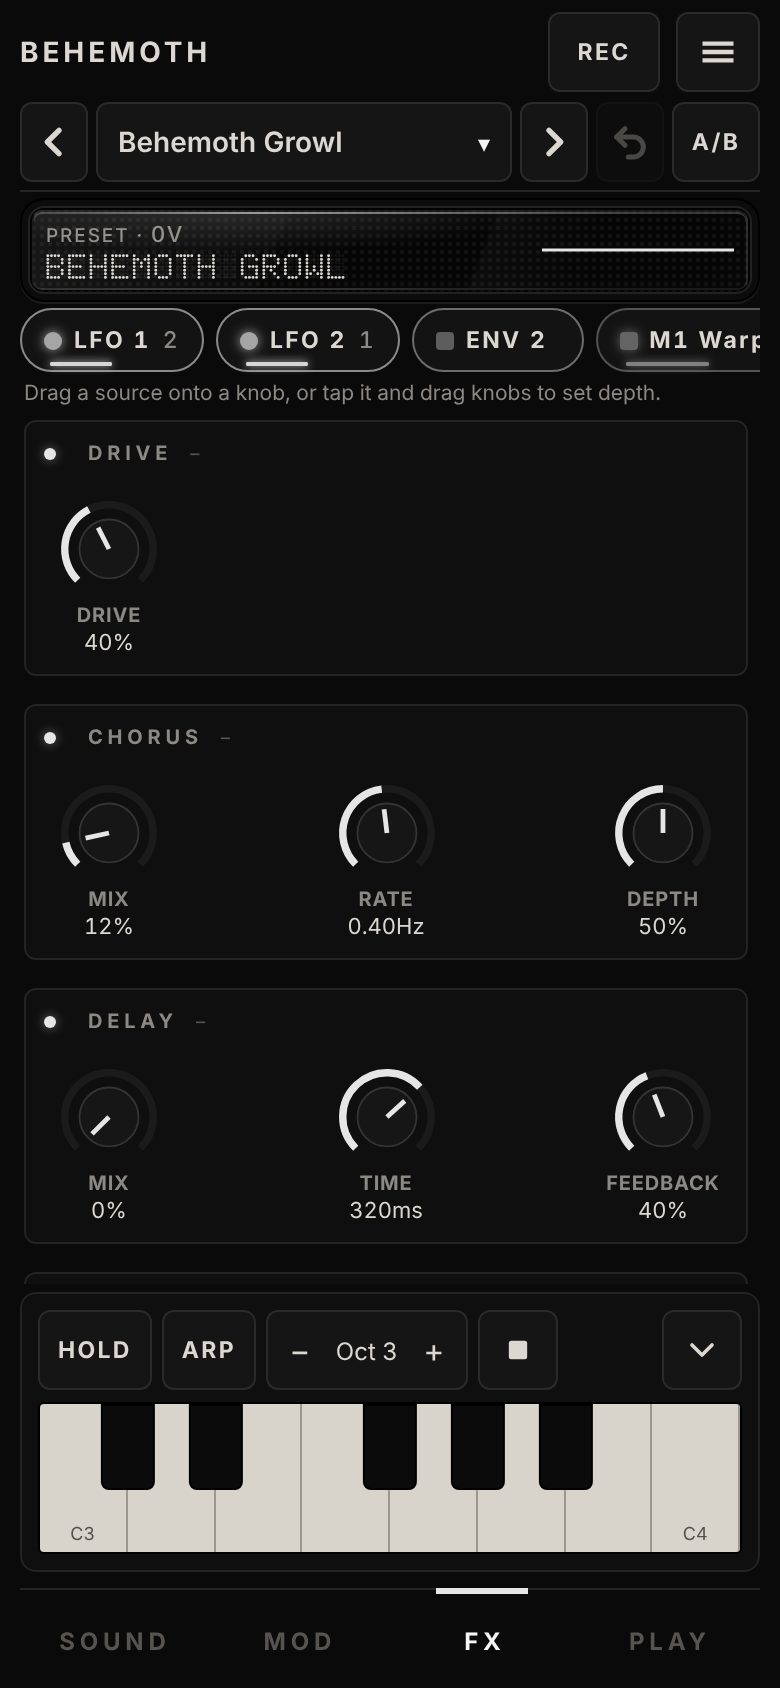 BEHEMOTH REC
Behemoth Growl ▼ A/B
PRESET · 0V
BEHEMOTH GROWL
LFO 1 2 LFO 2 1 ENV 2 M1 Warp
Drag a source onto a knob, or tap it and drag knobs to set depth.
DRIVE –
DRIVE
40%
CHORUS –
MIX RATE DEPTH
12% 0.40Hz 50%
DELAY –
MIX TIME FEEDBACK
0% 320ms 40%
HOLD ARP – Oct 3 +
C3 C4
SOUND MOD FX PLAY